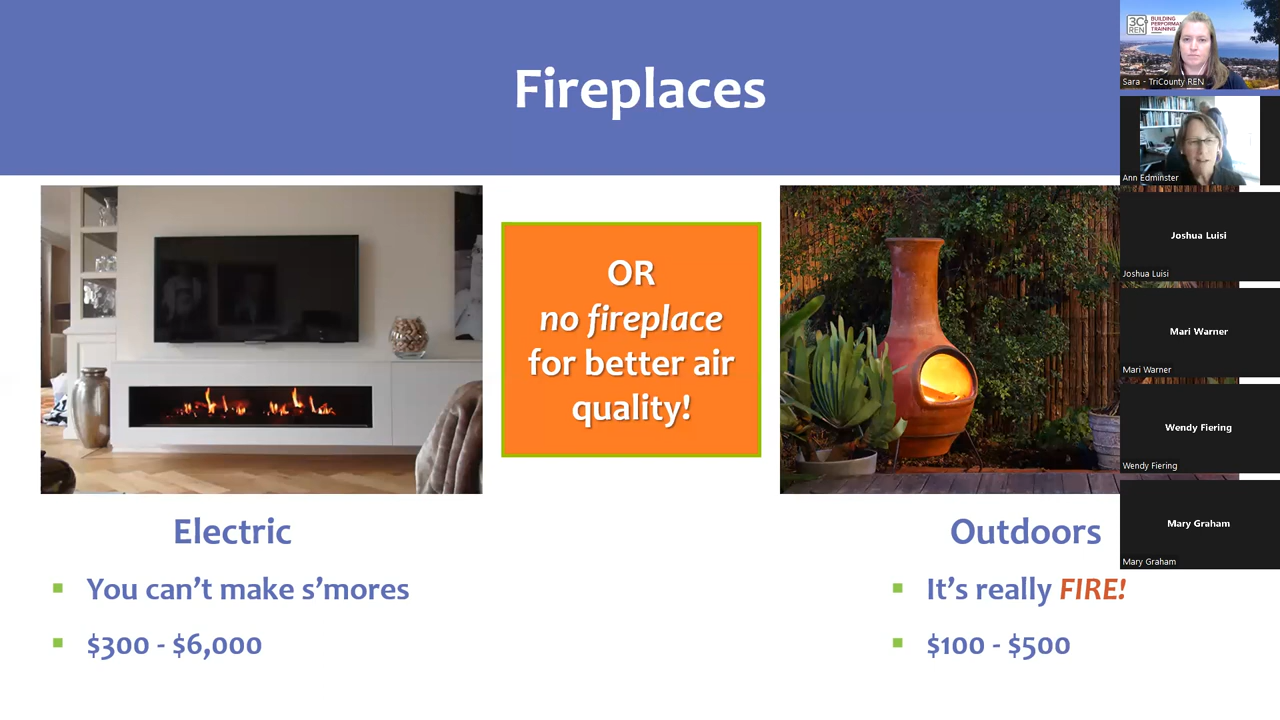 Fireplaces
OR
no fireplace
for better air
quality!
Electric
You can't make s'mores
$300 - $6,000
Outdoors
It's really FIRE!
$100 - $500
3C
REN
BUILDING
PERFORMA
TRAINING
Sara - TriCounty REN
Ann Edminster
Joshua Luisi
Joshua Luisi
Mari Warner
Mari Warner
Wendy Fiering
Wendy Fiering
Mary Graham
Mary Graham